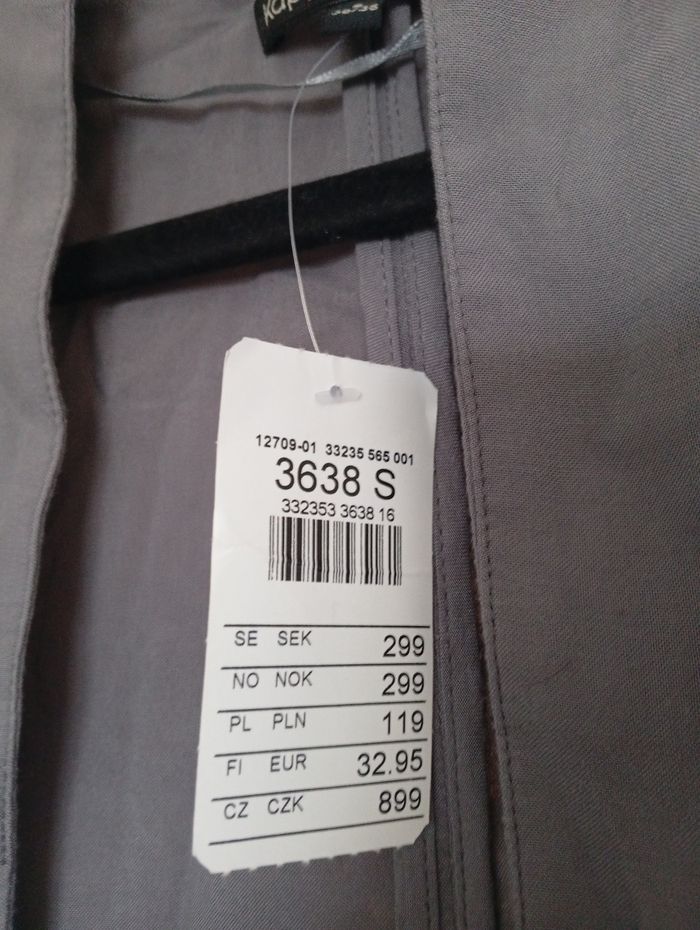 12709-01 33235 565 001
3638 S
332353 3638 16
SE SEK 299
NO NOK 299
PL PLN 119
FI EUR 32.95
CZ CZK 899